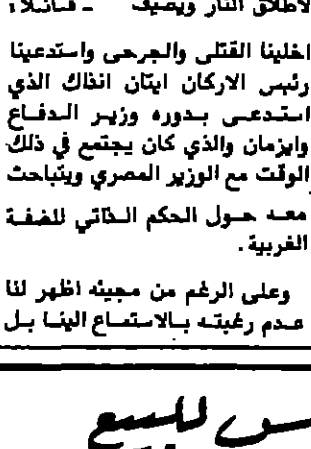 لاطلاق النار ويضيف ـ قائلا :
اخلينا القتلى والجرحى واستدعينا
رئيس الاركان ايتان انذاك الذي
استدعى بدوره وزير الدفاع
وايزمان والذي كان يجتمع في ذلك
الوقت مع الوزير المصري ويتباحث
معه حول الحكم الذاتي للضفة
الغربية .
وعلى الرغم من مجيئه اظهر لنا
عدم رغبته بالاستماع الينا بل
للبيع